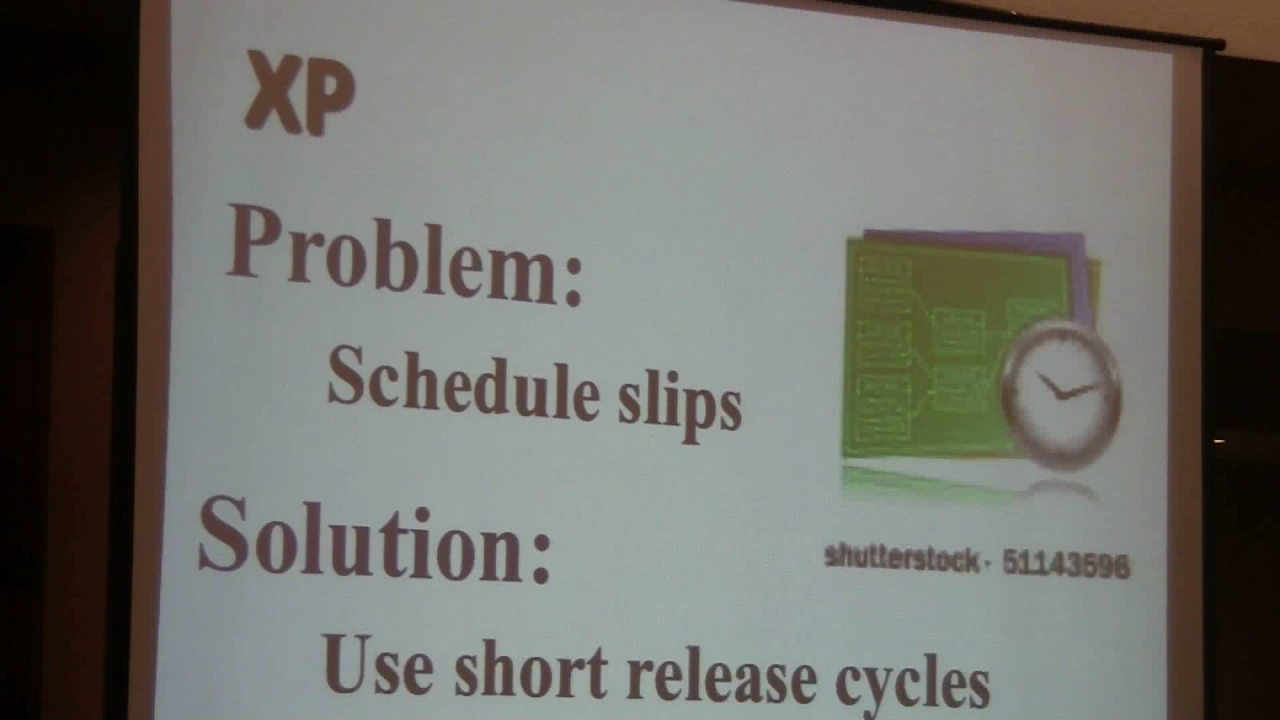 XP
Problem:
Schedule slips
Solution:
shutterstock · 51143596
Use short release cycles